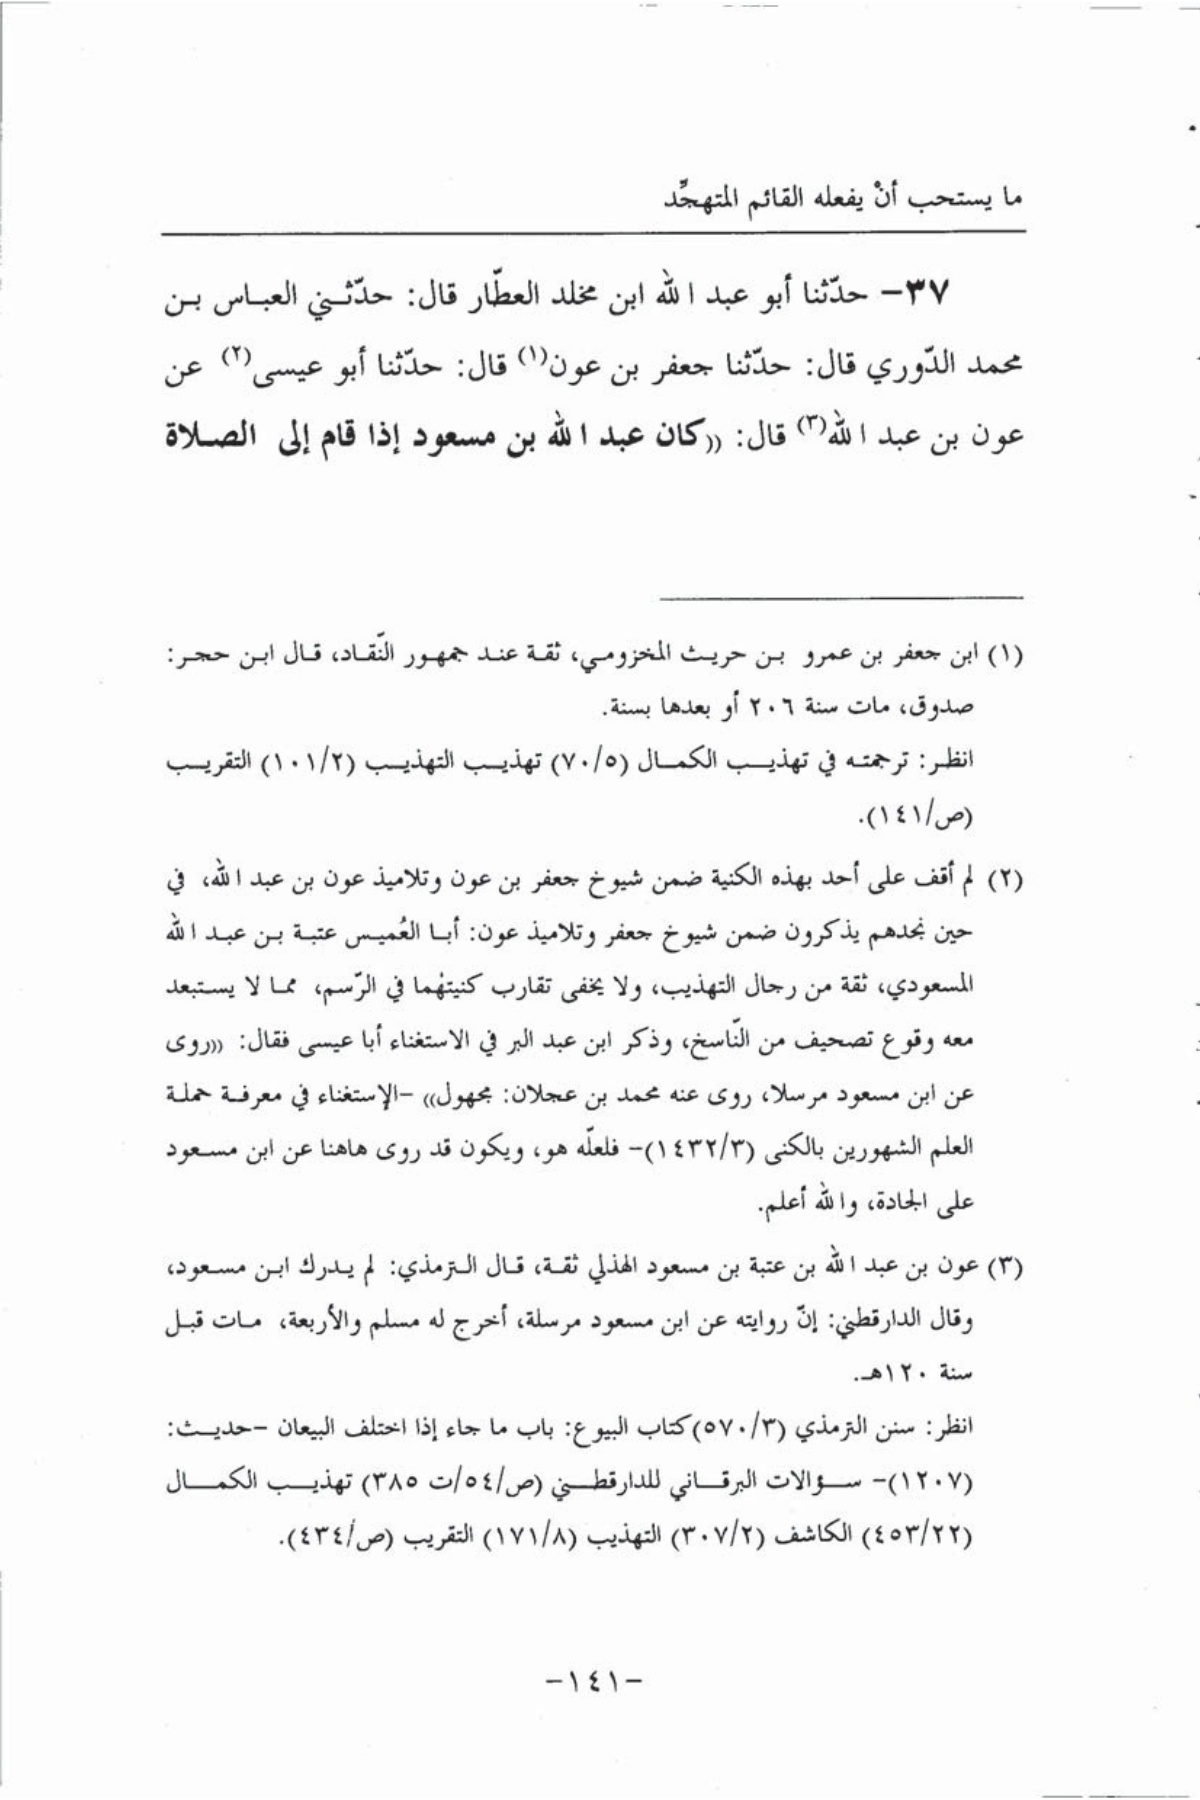 ما يستحب أنْ يفعله القائم المتهجِّد
٣٧- حدّثنا أبو عبد الله ابن مخلد العطّار قال: حدّثني العباس بن
محمد الدّوري قال: حدّثنا جعفر بن عون(١) قال: حدّثنا أبو عيسى(٢) عن
عون بن عبد الله(٣) قال: ((كان عبد الله بن مسعود إذا قام إلى الصلاة
(١) ابن جعفر بن عمرو بن حريث المخزومي، ثقة عند جمهور النّقاد، قال ابن حجر:
صدوق، مات سنة ٢٠٦ أو بعدها بسنة.
انظر: ترجمته في تهذيب الكمال (٧٠/٥) تهذيب التهذيب (١٠١/٢) التقريب
(ص/١٤١).
(٢) لم أقف على أحد بهذه الكنية ضمن شيوخ جعفر بن عون وتلاميذ عون بن عبد الله، في
حين نجدهم يذكرون ضمن شيوخ جعفر وتلاميذ عون: أبا العُميس عتبة بن عبد الله
المسعودي، ثقة من رجال التهذيب، ولا يخفى تقارب كنيتهما في الرّسم، مما لا يستبعد
معه وقوع تصحيف من النّاسخ، وذكر ابن عبد البر في الاستغناء أبا عيسى فقال: ((روى
عن ابن مسعود مرسلا، روى عنه محمد بن عجلان: مجهول)) -الإستغناء في معرفة حملة
العلم الشهورين بالكنى (١٤٣٢/٣)- فلعلّه هو، ويكون قد روى هاهنا عن ابن مسعود
على الجادة، والله أعلم.
(٣) عون بن عبد الله بن عتبة بن مسعود الهذلي ثقة، قال الترمذي: لم يدرك ابن مسعود،
وقال الدارقطني: إنّ روايته عن ابن مسعود مرسلة، أخرج له مسلم والأربعة، مات قبل
سنة ١٢٠هـ.
انظر: سنن الترمذي (٥٧٠/٣)كتاب البيوع: باب ما جاء إذا اختلف البيعان -حديث:
(١٢٠٧)- سؤالات البرقاني للدارقطني (ص/٥٤/ت ٣٨٥) تهذيب الكمال
(٤٥٣/٢٢) الكاشف (٣٠٧/٢) التهذيب (١٧١/٨) التقريب (ص/٤٣٤).
-١٤١-